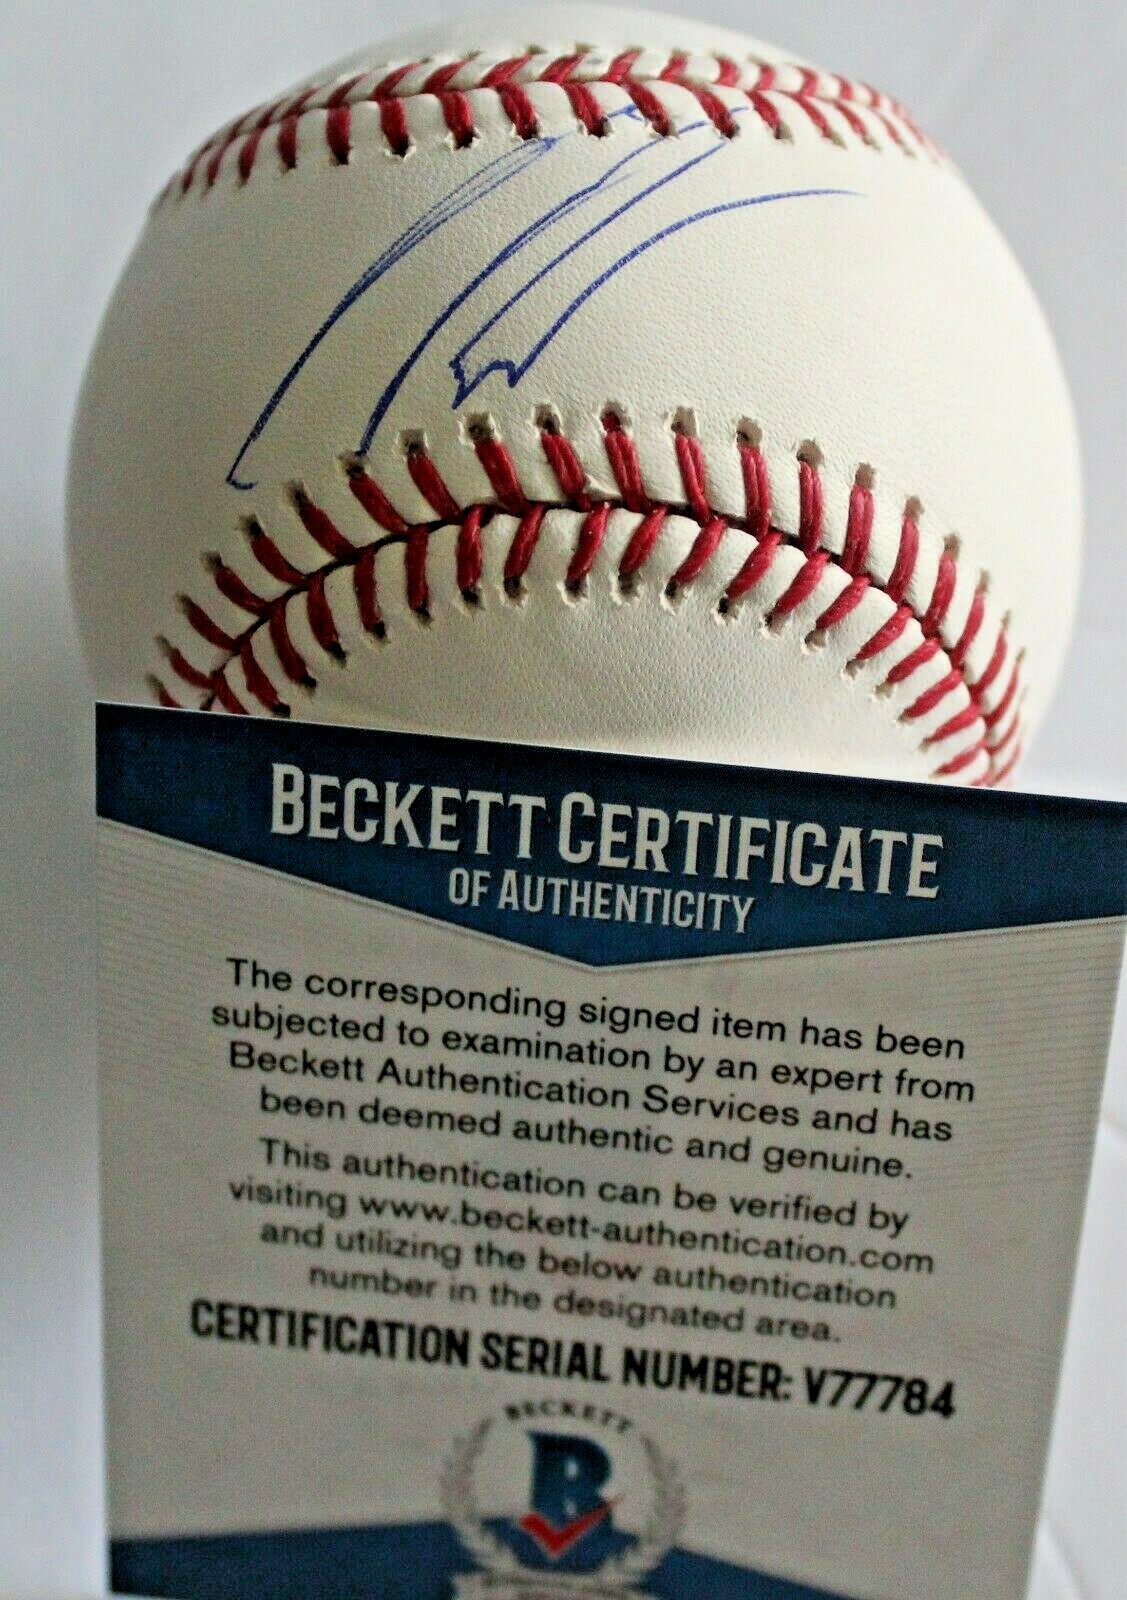 BECKETT CERTIFICATE
OF AUTHENTICITY
The corresponding signed item has been
subjected to examination by an expert from
Beckett Authentication Services and has
been deemed authentic and genuine.
This authentication can be verified by
visiting www.beckett-authentication.com
and utilizing the below authentication
number in the designated area.
CERTIFICATION SERIAL NUMBER: V77784
BECKETT
B